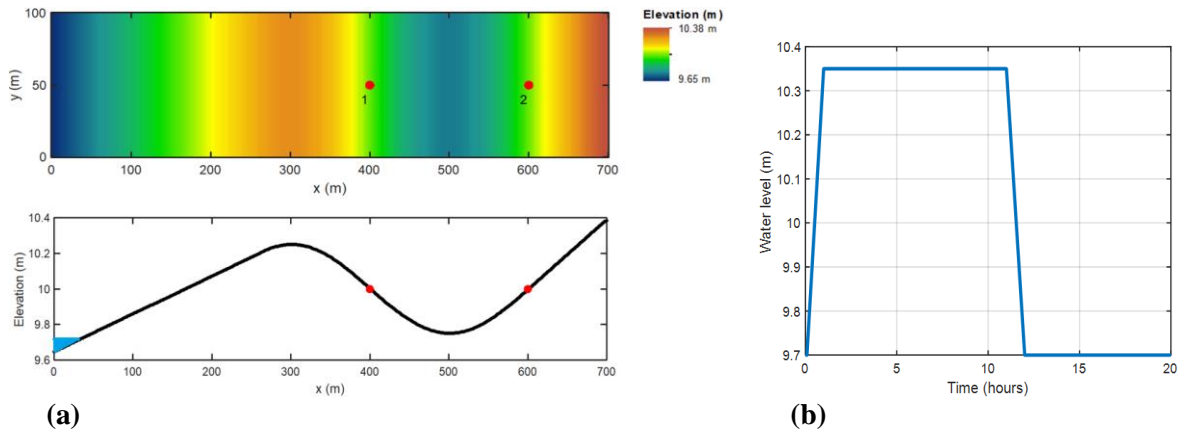 100
50
0
y (m)
1
2
0 100 200 300 400 500 600 700
x (m)
Elevation (m)
10.38 m
9.65 m
10.4
10.2
10
9.8
9.6
Elevation (m)
0 100 200 300 400 500 600 700
x (m)
(a)
10.4
10.3
10.2
10.1
10
9.9
9.8
9.7
Water level (m)
0 5 10 15 20
Time (hours)
(b)